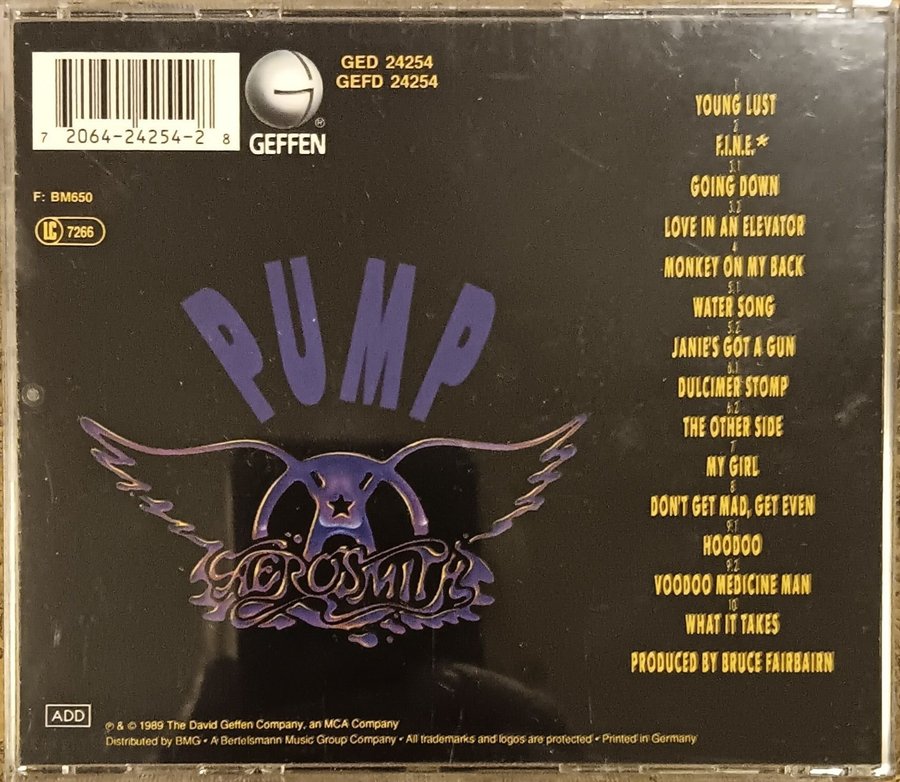 7 2064-24254-2 8
GEFFEN®
GED 24254
GEFD 24254
F: BM650
LC 7266
PUMP
AEROSMITH
1
YOUNG LUST
2
F.I.N.E.*
3.1
GOING DOWN
3.2
LOVE IN AN ELEVATOR
4
MONKEY ON MY BACK
5.1
WATER SONG
5.2
JANIE'S GOT A GUN
6.1
DULCIMER STOMP
6.2
THE OTHER SIDE
7
MY GIRL
8
DON'T GET MAD, GET EVEN
9.1
HOODOO
9.2
VOODOO MEDICINE MAN
10
WHAT IT TAKES
PRODUCED BY BRUCE FAIRBAIRN
ADD
℗ & © 1989 The David Geffen Company, an MCA Company
Distributed by BMG • A Bertelsmann Music Group Company • All trademarks and logos are protected • Printed in Germany